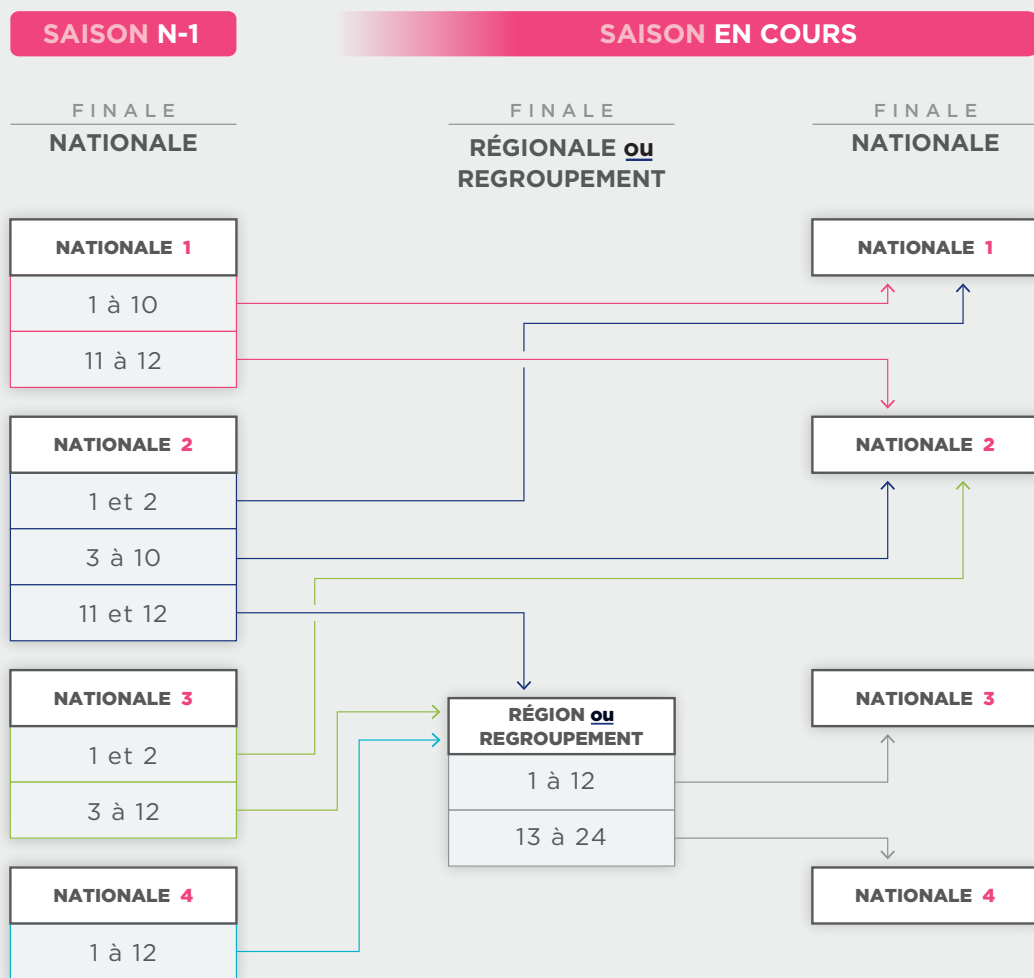 SAISON N-1
SAISON EN COURS
FINALE
NATIONALE
FINALE
RÉGIONALE ou
REGROUPEMENT
FINALE
NATIONALE
NATIONALE 1
1 à 10
11 à 12
NATIONALE 2
1 et 2
3 à 10
11 et 12
NATIONALE 3
1 et 2
3 à 12
NATIONALE 4
1 à 12
RÉGION ou
REGROUPEMENT
1 à 12
13 à 24
NATIONALE 1
NATIONALE 2
NATIONALE 3
NATIONALE 4